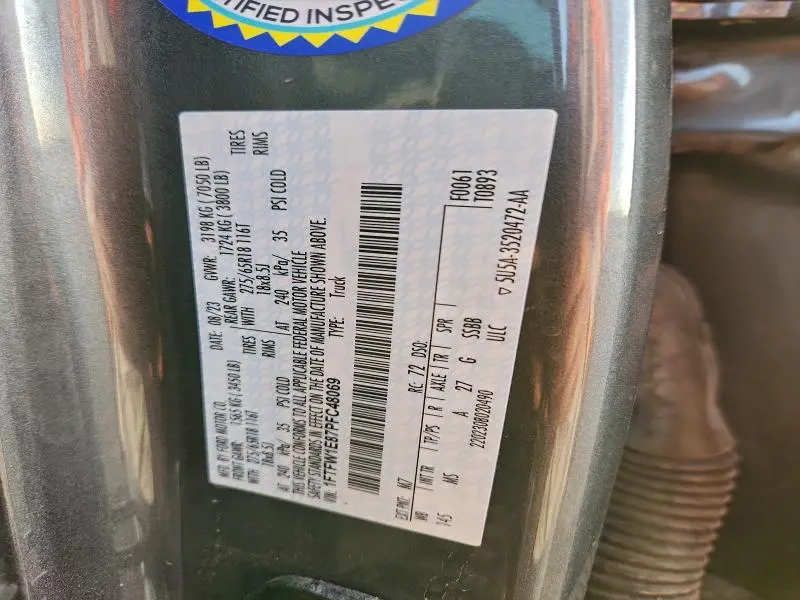 TIFIED INSPEC
MFD. BY FORD MOTOR CO.
DATE: 08/23 GVWR: 3198 KG ( 7050 LB)
FRONT GAWR: 1565 KG ( 3450 LB) REAR GAWR: 1724 KG ( 3800 LB)
WITH 275/65R18 116T TIRES WITH 275/65R18 116T TIRES
18x8.5J RIMS 18x8.5J RIMS
AT 240 kPa/ 35 PSI COLD AT 240 kPa/ 35 PSI COLD
THIS VEHICLE CONFORMS TO ALL APPLICABLE FEDERAL MOTOR VEHICLE
SAFETY STANDARDS IN EFFECT ON THE DATE OF MANUFACTURE SHOWN ABOVE.
VIN: 1FTFW1E87PFC48069 TYPE: Truck
F0061
T0893
EXT PNT: M7 RC: 72 DSO:
WB INT TR TP/PS R AXLE TR SPR
145 MS A 27 G SSBB
2202308020490 ULC
5U5A-3520472-AA